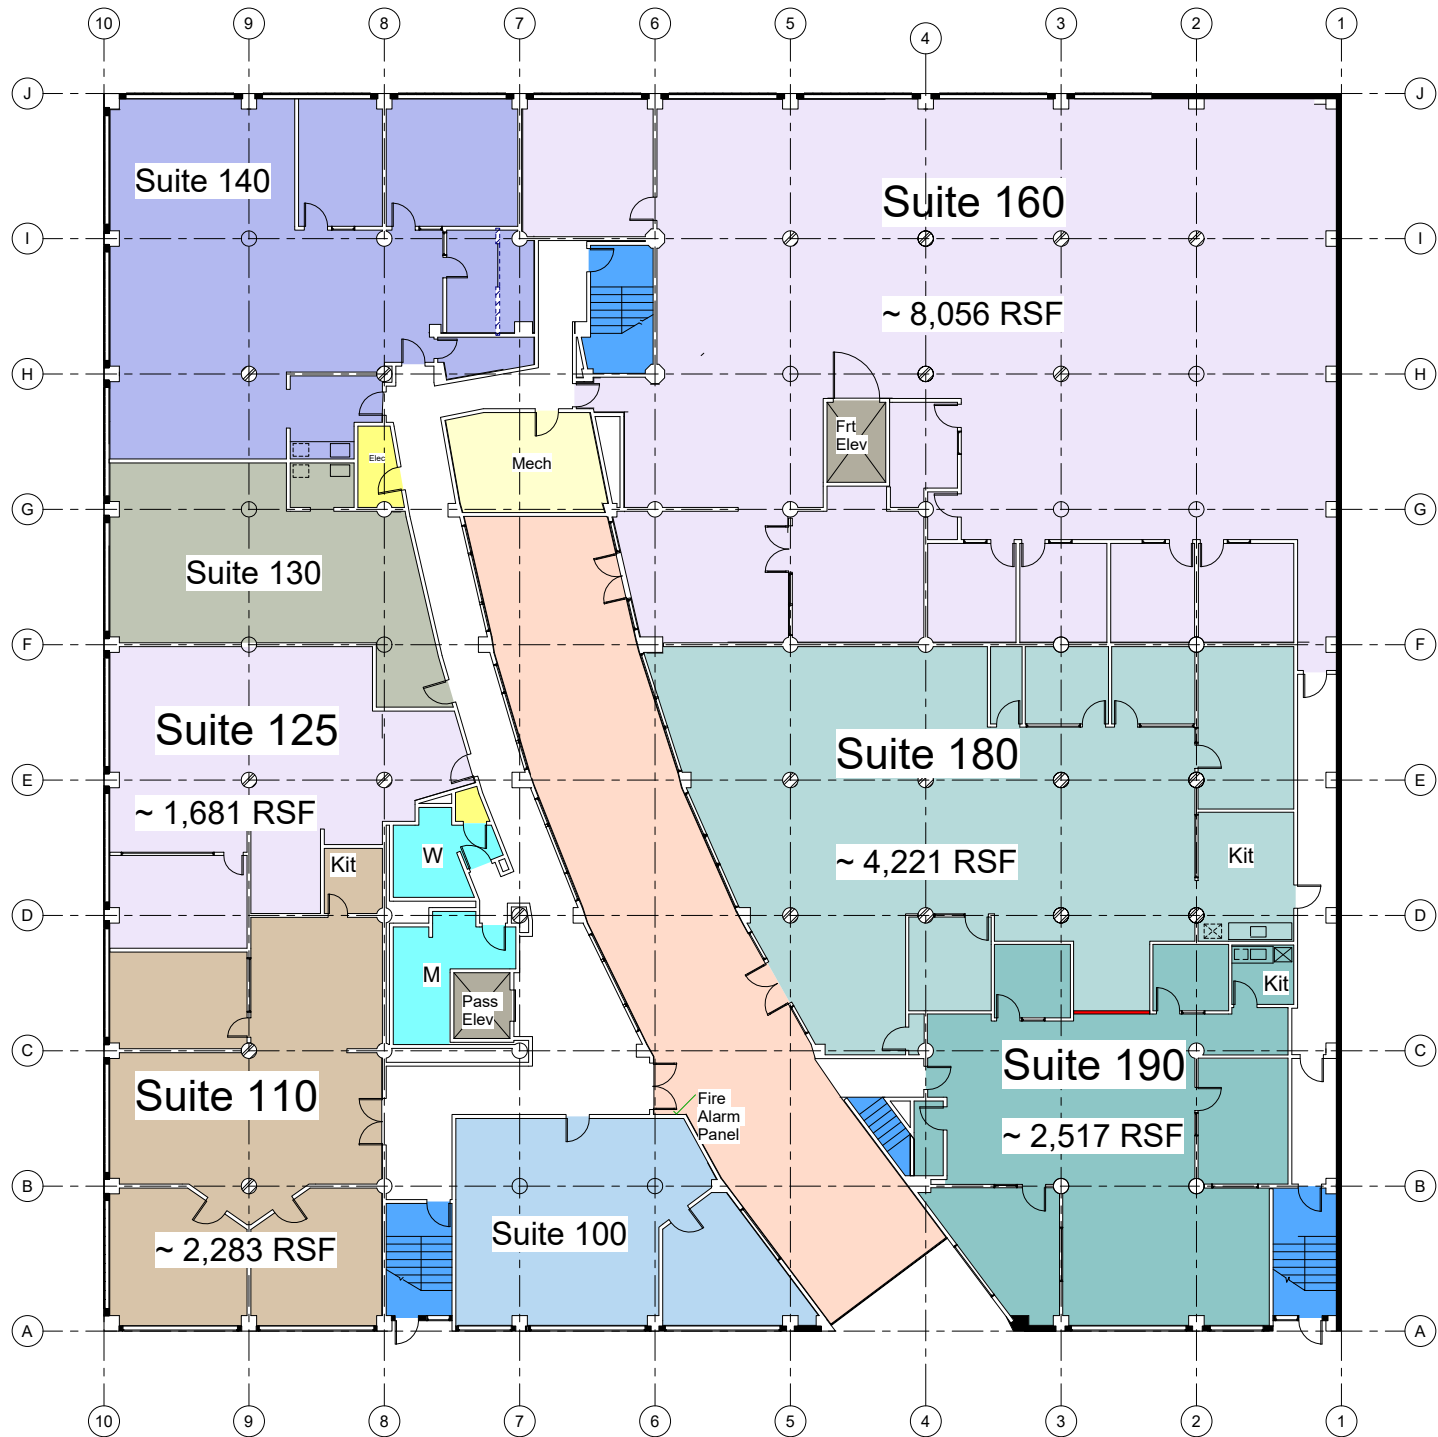 10 9 8 7 6 5 4 3 2 1
J J
Suite 140
Suite 160
I I
~ 8,056 RSF
H H
Frt
Elev
Elec
Mech
G G
Suite 130
F F
Suite 125
Suite 180
E E
~ 1,681 RSF
W
Kit
~ 4,221 RSF
Kit
D D
M
Kit
Pass
Elev
C C
Suite 110
Suite 190
Fire
Alarm
Panel
~ 2,517 RSF
B B
~ 2,283 RSF
Suite 100
A A
10 9 8 7 6 5 4 3 2 1